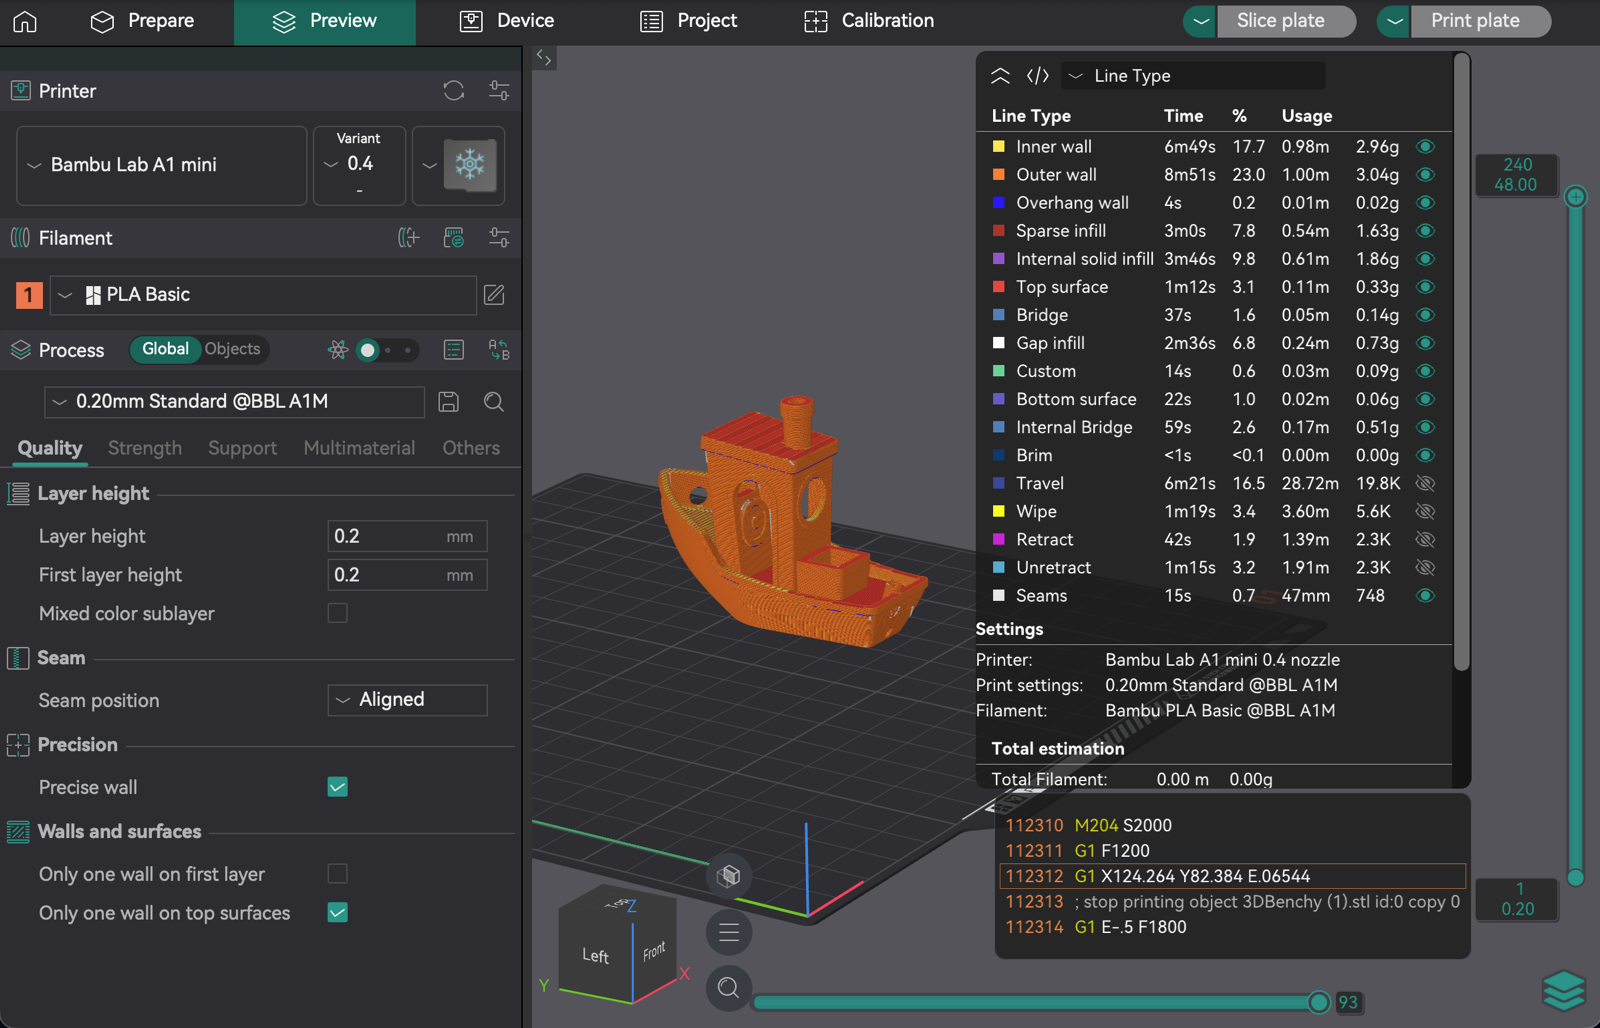 Prepare
Preview
Device
Project
Calibration
Slice plate
Print plate
Printer
Bambu Lab A1 mini
Variant
0.4
-
Filament
1 PLA Basic
Process Global Objects
0.20mm Standard @BBL A1M
Quality Strength Support Multimaterial Others
Layer height
Layer height 0.2 mm
First layer height 0.2 mm
Mixed color sublayer
Seam
Seam position Aligned
Precision
Precise wall
Walls and surfaces
Only one wall on first layer
Only one wall on top surfaces
Line Type
Line Type Time % Usage
Inner wall 6m49s 17.7 0.98m 2.96g
Outer wall 8m51s 23.0 1.00m 3.04g
Overhang wall 4s 0.2 0.01m 0.02g
Sparse infill 3m0s 7.8 0.54m 1.63g
Internal solid infill 3m46s 9.8 0.61m 1.86g
Top surface 1m12s 3.1 0.11m 0.33g
Bridge 37s 1.6 0.05m 0.14g
Gap infill 2m36s 6.8 0.24m 0.73g
Custom 14s 0.6 0.03m 0.09g
Bottom surface 22s 1.0 0.02m 0.06g
Internal Bridge 59s 2.6 0.17m 0.51g
Brim <1s <0.1 0.00m 0.00g
Travel 6m21s 16.5 28.72m 19.8K
Wipe 1m19s 3.4 3.60m 5.6K
Retract 42s 1.9 1.39m 2.3K
Unretract 1m15s 3.2 1.91m 2.3K
Seams 15s 0.7 47mm 748
Settings
Printer: Bambu Lab A1 mini 0.4 nozzle
Print settings: 0.20mm Standard @BBL A1M
Filament: Bambu PLA Basic @BBL A1M
Total estimation
Total Filament: 0.00 m 0.00g
240
48.00
1
0.20
112310 M204 S2000
112311 G1 F1200
112312 G1 X124.264 Y82.384 E.06544
112313 ; stop printing object 3DBenchy (1).stl id:0 copy 0
112314 G1 E-.5 F1800
Top
Z
Left
Front
Y
X
93